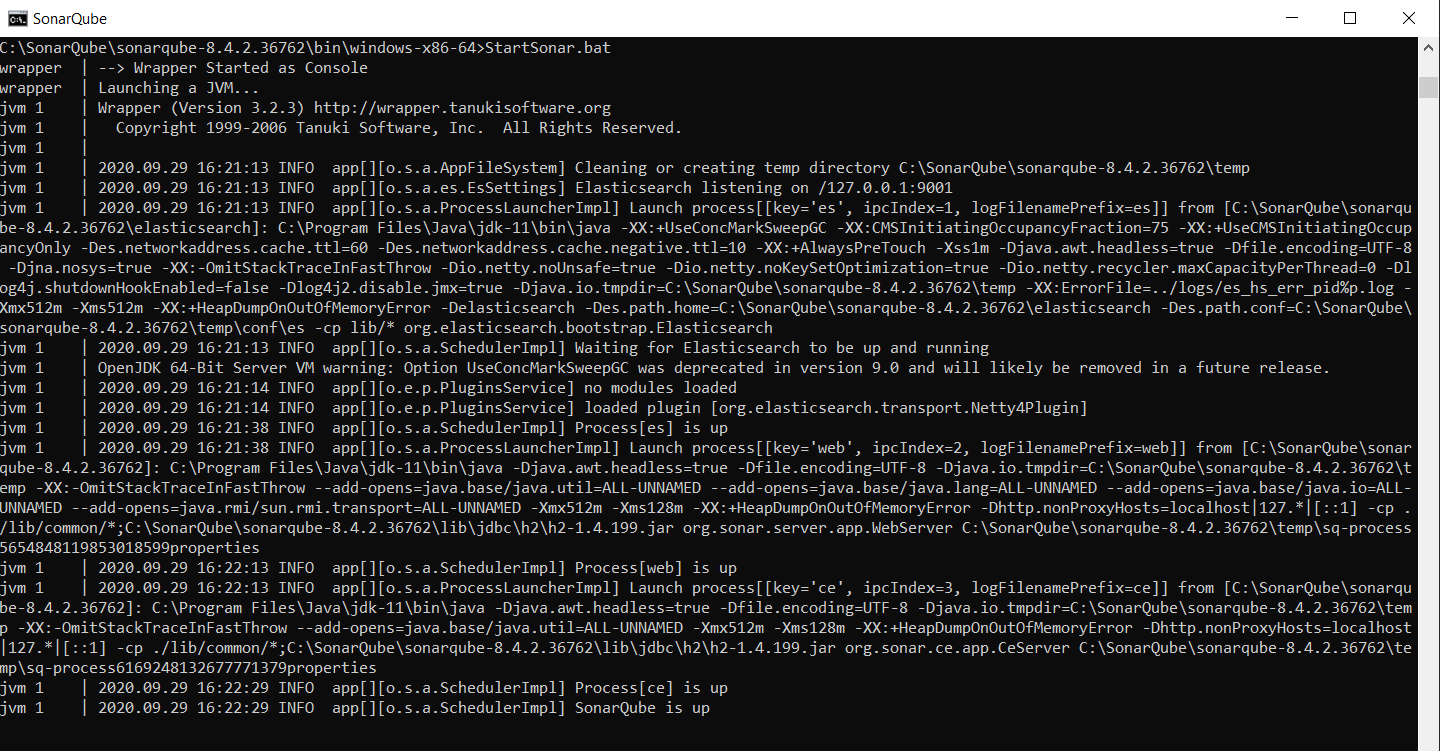 SonarQube
C:\SonarQube\sonarqube-8.4.2.36762\bin\windows-x86-64>StartSonar.bat
wrapper  | --> Wrapper Started as Console
wrapper  | Launching a JVM...
jvm 1    | Wrapper (Version 3.2.3) http://wrapper.tanukisoftware.org
jvm 1    |   Copyright 1999-2006 Tanuki Software, Inc.  All Rights Reserved.
jvm 1    |
jvm 1    | 2020.09.29 16:21:13 INFO  app[][o.s.a.AppFileSystem] Cleaning or creating temp directory C:\SonarQube\sonarqube-8.4.2.36762\temp
jvm 1    | 2020.09.29 16:21:13 INFO  app[][o.s.a.es.EsSettings] Elasticsearch listening on /127.0.0.1:9001
jvm 1    | 2020.09.29 16:21:13 INFO  app[][o.s.a.ProcessLauncherImpl] Launch process[[key='es', ipcIndex=1, logFilenamePrefix=es]] from [C:\SonarQube\sonarqu
be-8.4.2.36762\elasticsearch]: C:\Program Files\Java\jdk-11\bin\java -XX:+UseConcMarkSweepGC -XX:CMSInitiatingOccupancyFraction=75 -XX:+UseCMSInitiatingOccup
ancyOnly -Des.networkaddress.cache.ttl=60 -Des.networkaddress.cache.negative.ttl=10 -XX:+AlwaysPreTouch -Xss1m -Djava.awt.headless=true -Dfile.encoding=UTF-8
 -Djna.nosys=true -XX:-OmitStackTraceInFastThrow -Dio.netty.noUnsafe=true -Dio.netty.noKeySetOptimization=true -Dio.netty.recycler.maxCapacityPerThread=0 -Dl
og4j.shutdownHookEnabled=false -Dlog4j2.disable.jmx=true -Djava.io.tmpdir=C:\SonarQube\sonarqube-8.4.2.36762\temp -XX:ErrorFile=../logs/es_hs_err_pid%p.log -
Xmx512m -Xms512m -XX:+HeapDumpOnOutOfMemoryError -Delasticsearch -Des.path.home=C:\SonarQube\sonarqube-8.4.2.36762\elasticsearch -Des.path.conf=C:\SonarQube\
sonarqube-8.4.2.36762\temp\conf\es -cp lib/* org.elasticsearch.bootstrap.Elasticsearch
jvm 1    | 2020.09.29 16:21:13 INFO  app[][o.s.a.SchedulerImpl] Waiting for Elasticsearch to be up and running
jvm 1    | OpenJDK 64-Bit Server VM warning: Option UseConcMarkSweepGC was deprecated in version 9.0 and will likely be removed in a future release.
jvm 1    | 2020.09.29 16:21:14 INFO  app[][o.e.p.PluginsService] no modules loaded
jvm 1    | 2020.09.29 16:21:14 INFO  app[][o.e.p.PluginsService] loaded plugin [org.elasticsearch.transport.Netty4Plugin]
jvm 1    | 2020.09.29 16:21:38 INFO  app[][o.s.a.SchedulerImpl] Process[es] is up
jvm 1    | 2020.09.29 16:21:38 INFO  app[][o.s.a.ProcessLauncherImpl] Launch process[[key='web', ipcIndex=2, logFilenamePrefix=web]] from [C:\SonarQube\sonar
qube-8.4.2.36762]: C:\Program Files\Java\jdk-11\bin\java -Djava.awt.headless=true -Dfile.encoding=UTF-8 -Djava.io.tmpdir=C:\SonarQube\sonarqube-8.4.2.36762\t
emp -XX:-OmitStackTraceInFastThrow --add-opens=java.base/java.util=ALL-UNNAMED --add-opens=java.base/java.lang=ALL-UNNAMED --add-opens=java.base/java.io=ALL-
UNNAMED --add-opens=java.rmi/sun.rmi.transport=ALL-UNNAMED -Xmx512m -Xms128m -XX:+HeapDumpOnOutOfMemoryError -Dhttp.nonProxyHosts=localhost|127.*|[::1] -cp .
/lib/common/*;C:\SonarQube\sonarqube-8.4.2.36762\lib\jdbc\h2\h2-1.4.199.jar org.sonar.server.app.WebServer C:\SonarQube\sonarqube-8.4.2.36762\temp\sq-process
5654848119853018599properties
jvm 1    | 2020.09.29 16:22:13 INFO  app[][o.s.a.SchedulerImpl] Process[web] is up
jvm 1    | 2020.09.29 16:22:13 INFO  app[][o.s.a.ProcessLauncherImpl] Launch process[[key='ce', ipcIndex=3, logFilenamePrefix=ce]] from [C:\SonarQube\sonarqu
be-8.4.2.36762]: C:\Program Files\Java\jdk-11\bin\java -Djava.awt.headless=true -Dfile.encoding=UTF-8 -Djava.io.tmpdir=C:\SonarQube\sonarqube-8.4.2.36762\tem
p -XX:-OmitStackTraceInFastThrow --add-opens=java.base/java.util=ALL-UNNAMED -Xmx512m -Xms128m -XX:+HeapDumpOnOutOfMemoryError -Dhttp.nonProxyHosts=localhost
|127.*|[::1] -cp ./lib/common/*;C:\SonarQube\sonarqube-8.4.2.36762\lib\jdbc\h2\h2-1.4.199.jar org.sonar.ce.app.CeServer C:\SonarQube\sonarqube-8.4.2.36762\te
mp\sq-process6169248132677771379properties
jvm 1    | 2020.09.29 16:22:29 INFO  app[][o.s.a.SchedulerImpl] Process[ce] is up
jvm 1    | 2020.09.29 16:22:29 INFO  app[][o.s.a.SchedulerImpl] SonarQube is up